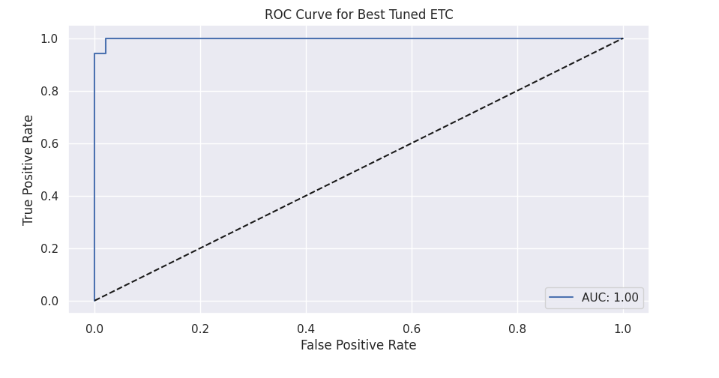 ROC Curve for Best Tuned ETC
1.0
0.8
0.6
0.4
0.2
0.0
True Positive Rate
AUC: 1.00
0.0 0.2 0.4 0.6 0.8 1.0
False Positive Rate